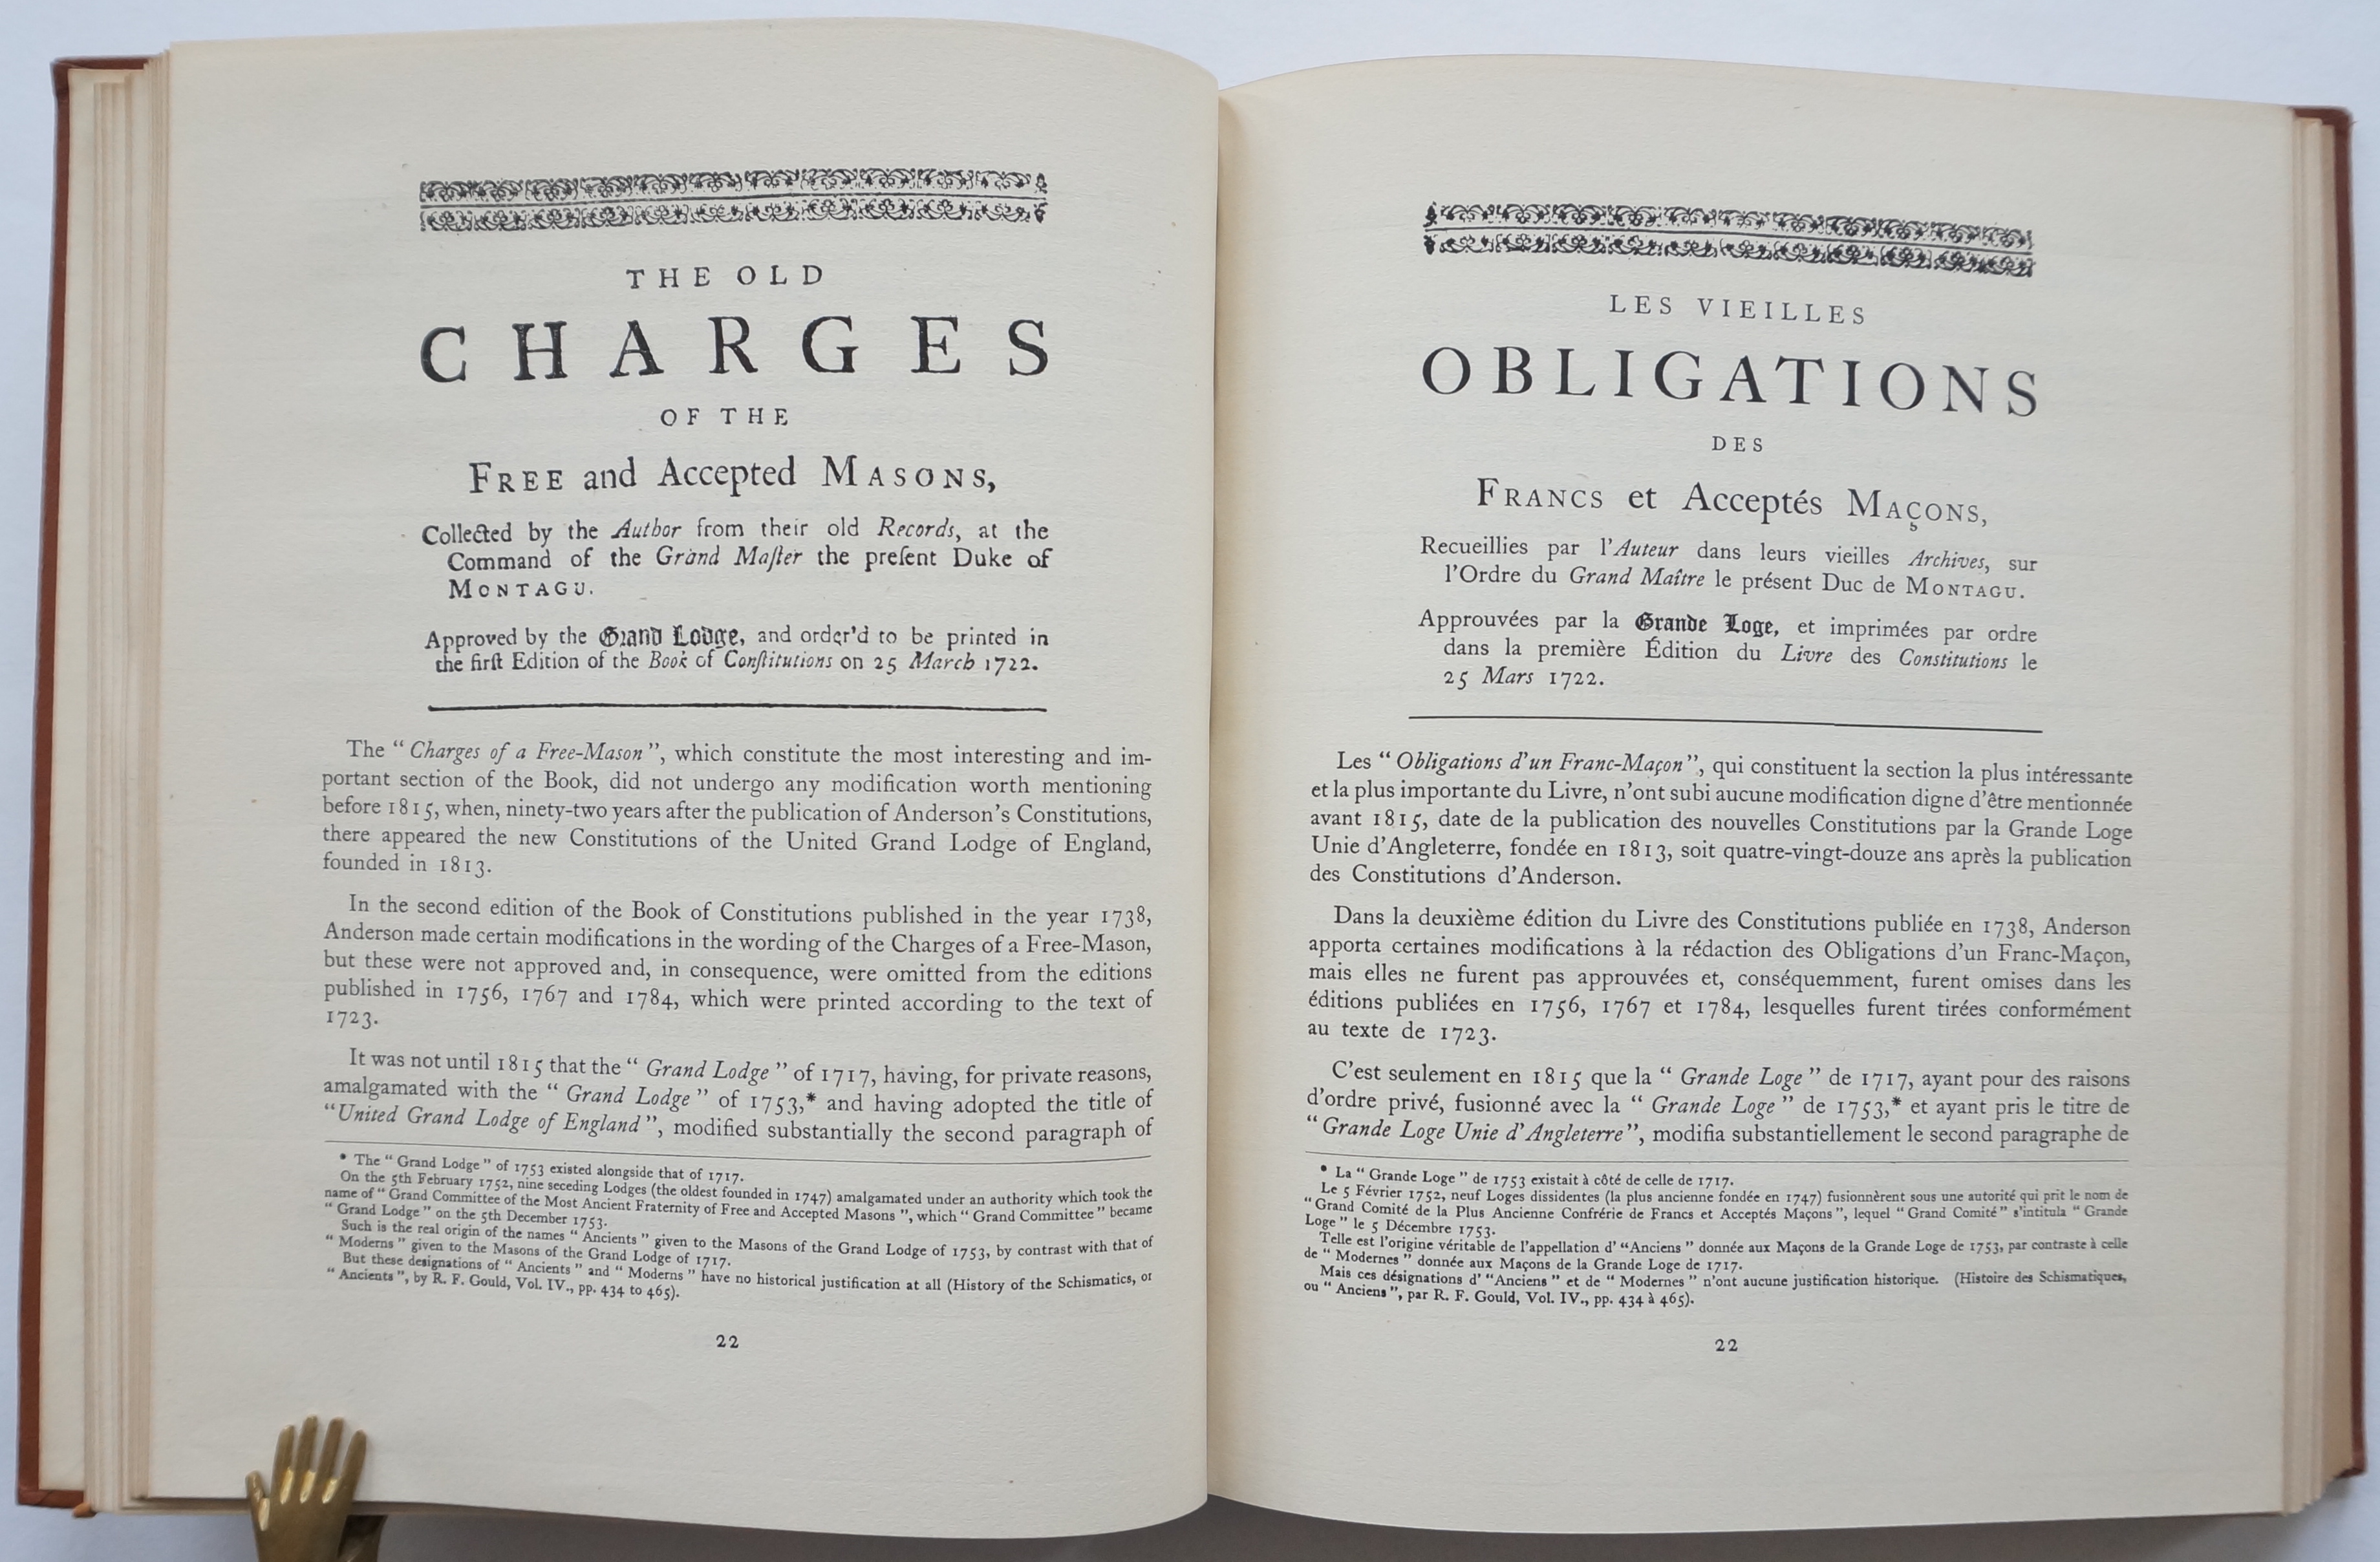 THE OLD
CHARGES
OF THE
FREE and Accepted MASONS,
Collected by the Author from their old Records, at the
Command of the Grand Maſter the preſent Duke of
MONTAGU.
Approved by the Grand Lodge, and order'd to be printed in
the firſt Edition of the Book of Conſtitutions on 25 March 1722.
The “ Charges of a Free-Mason ”, which constitute the most interesting and im-
portant section of the Book, did not undergo any modification worth mentioning
before 1815, when, ninety-two years after the publication of Anderson’s Constitutions,
there appeared the new Constitutions of the United Grand Lodge of England,
founded in 1813.
In the second edition of the Book of Constitutions published in the year 1738,
Anderson made certain modifications in the wording of the Charges of a Free-Mason,
but these were not approved and, in consequence, were omitted from the editions
published in 1756, 1767 and 1784, which were printed according to the text of
1723.
It was not until 1815 that the “ Grand Lodge ” of 1717, having, for private reasons,
amalgamated with the “ Grand Lodge ” of 1753,* and having adopted the title of
“United Grand Lodge of England ”, modified substantially the second paragraph of
* The “ Grand Lodge ” of 1753 existed alongside that of 1717.
On the 5th February 1752, nine seceding Lodges (the oldest founded in 1747) amalgamated under an authority which took the
name of “ Grand Committee of the Most Ancient Fraternity of Free and Accepted Masons ”, which “ Grand Committee ” became
“ Grand Lodge ” on the 5th December 1753.
Such is the real origin of the names “ Ancients ” given to the Masons of the Grand Lodge of 1753, by contrast with that of
“ Moderns ” given to the Masons of the Grand Lodge of 1717.
But these designations of “ Ancients ” and “ Moderns ” have no historical justification at all (History of the Schismatics, or
“ Ancients ”, by R. F. Gould, Vol. IV., pp. 434 to 465).
22
LES VIEILLES
OBLIGATIONS
DES
FRANCS et Acceptés MAÇONS,
Recueillies par l’Auteur dans leurs vieilles Archives, sur
l’Ordre du Grand Maître le présent Duc de MONTAGU.
Approuvées par la Grande Loge, et imprimées par ordre
dans la première Édition du Livre des Constitutions le
25 Mars 1722.
Les “ Obligations d’un Franc-Maçon ”, qui constituent la section la plus intéressante
et la plus importante du Livre, n’ont subi aucune modification digne d’être mentionnée
avant 1815, date de la publication des nouvelles Constitutions par la Grande Loge
Unie d’Angleterre, fondée en 1813, soit quatre-vingt-douze ans après la publication
des Constitutions d’Anderson.
Dans la deuxième édition du Livre des Constitutions publiée en 1738, Anderson
apporta certaines modifications à la rédaction des Obligations d’un Franc-Maçon,
mais elles ne furent pas approuvées et, conséquemment, furent omises dans les
éditions publiées en 1756, 1767 et 1784, lesquelles furent tirées conformément
au texte de 1723.
C’est seulement en 1815 que la “ Grande Loge ” de 1717, ayant pour des raisons
d’ordre privé, fusionné avec la “ Grande Loge ” de 1753,* et ayant pris le titre de
“ Grande Loge Unie d’Angleterre”, modifia substantiellement le second paragraphe de
* La “ Grande Loge ” de 1753 existait à côté de celle de 1717.
Le 5 Février 1752, neuf Loges dissidentes (la plus ancienne fondée en 1747) fusionnèrent sous une autorité qui prit le nom de
“ Grand Comité de la Plus Ancienne Confrérie de Francs et Acceptés Maçons ”, lequel “ Grand Comité ” s’intitula “ Grande
Loge ” le 5 Décembre 1753.
Telle est l’origine véritable de l’appellation d’ “Anciens ” donnée aux Maçons de la Grande Loge de 1753, par contraste à celle
de “ Modernes ” donnée aux Maçons de la Grande Loge de 1717.
Mais ces désignations d’ “Anciens ” et de “ Modernes ” n’ont aucune justification historique. (Histoire des Schismatiques,
ou “ Anciens ”, par R. F. Gould, Vol. IV., pp. 434 à 465).
22